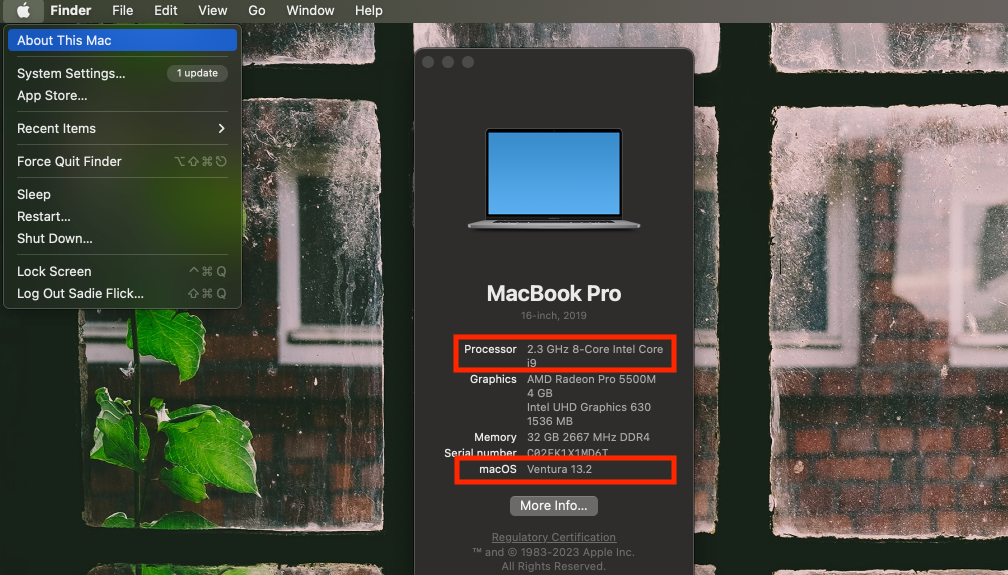 Finder File Edit View Go Window Help
About This Mac
System Settings... 1 update
App Store...
Recent Items
Force Quit Finder ⌥⇧⌘⎋
Sleep
Restart...
Shut Down...
Lock Screen ^⌘Q
Log Out Sadie Flick... ⇧⌘Q
MacBook Pro
16-inch, 2019
Processor 2.3 GHz 8-Core Intel Core
i9
Graphics AMD Radeon Pro 5500M
4 GB
Intel UHD Graphics 630
1536 MB
Memory 32 GB 2667 MHz DDR4
Serial number
macOS Ventura 13.2
More Info...
Regulatory Certification
™ and © 1983-2023 Apple Inc.
All Rights Reserved.